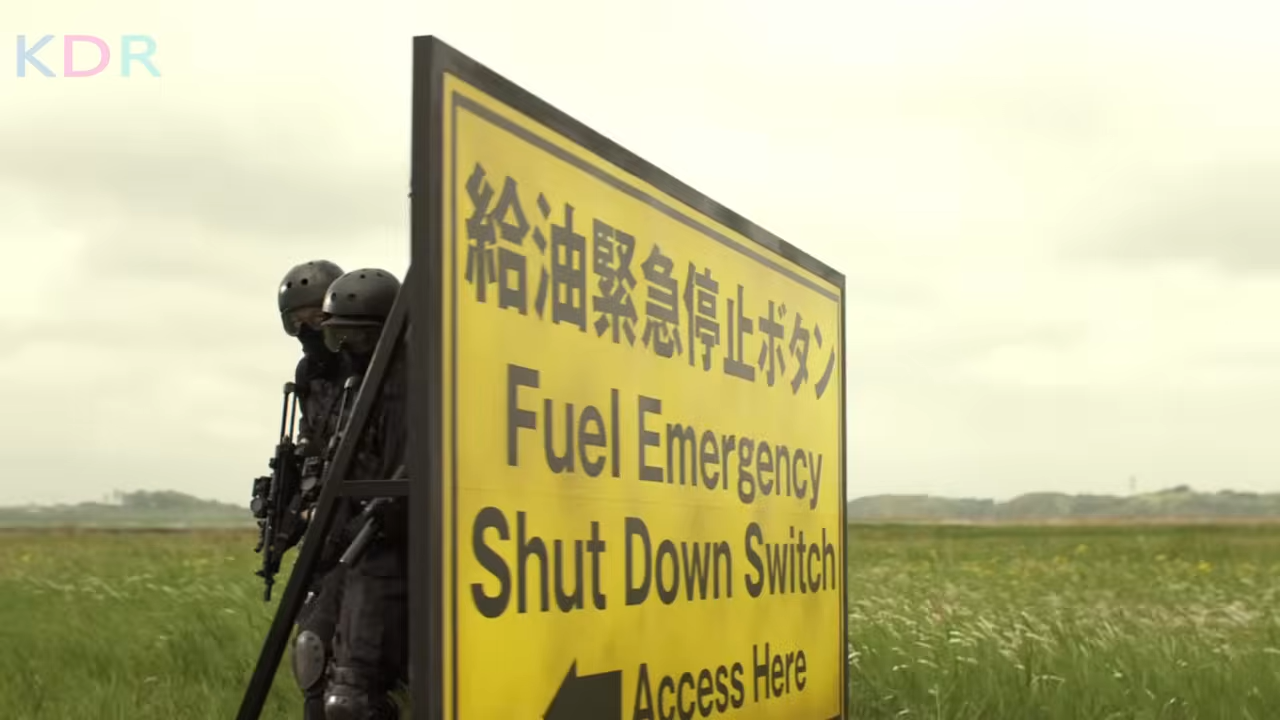 KDR
給油緊急停止ボタン
Fuel Emergency
Shut Down Switch
Access Here